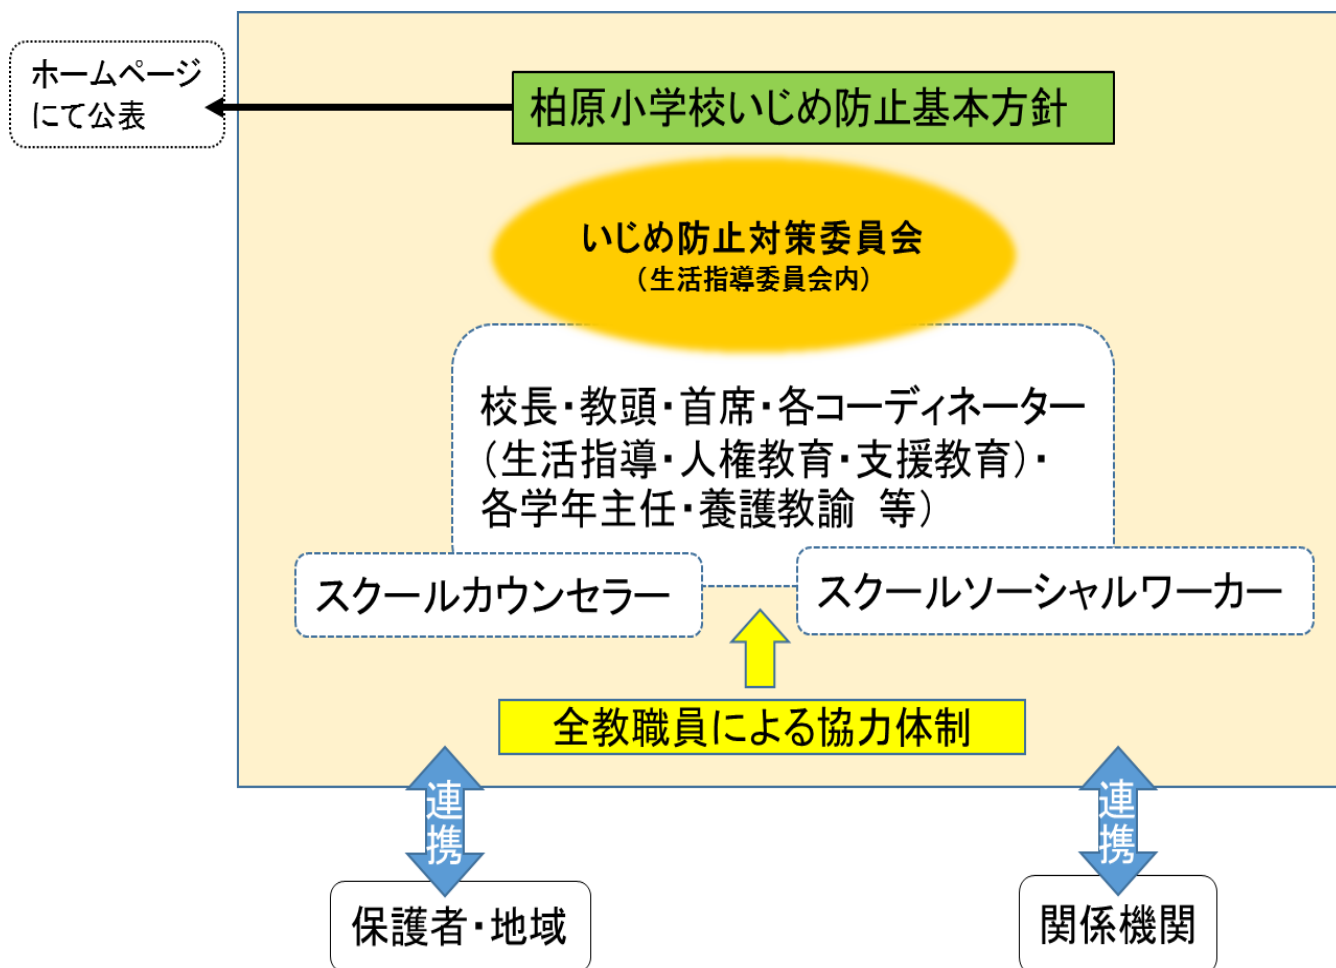 ホームページ
にて公表
柏原小学校いじめ防止基本方針
いじめ防止対策委員会
（生活指導委員会内）
校長・教頭・首席・各コーディネーター
（生活指導・人権教育・支援教育）・
各学年主任・養護教諭 等）
スクールカウンセラー
スクールソーシャルワーカー
全教職員による協力体制
連携
連携
保護者・地域
関係機関